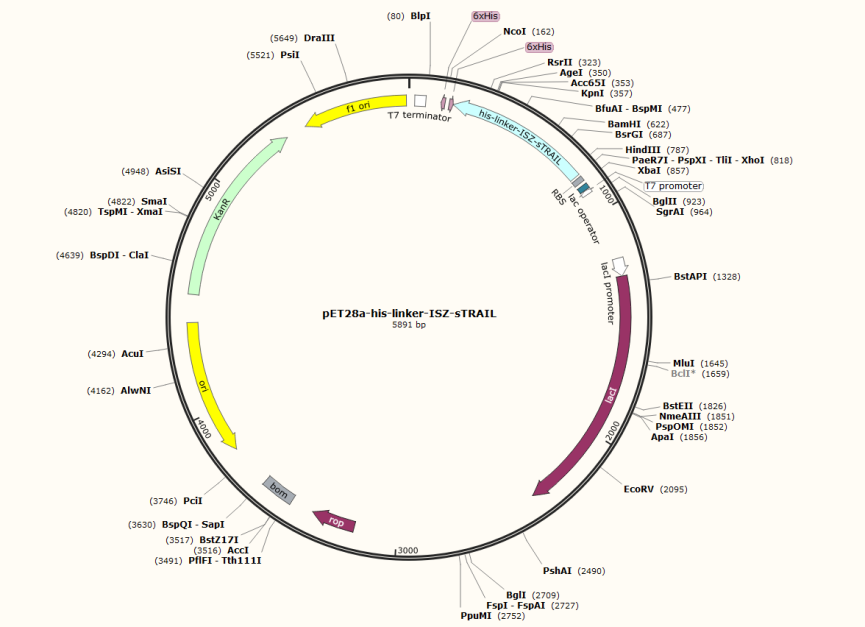 (80) BlpI
6xHis
NcoI (162)
6xHis
RsrII (323)
AgeI (350)
Acc65I (353)
KpnI (357)
BfuAI - BspMI (477)
BamHI (622)
BsrGI (687)
HindIII (787)
PaeR7I - PspXI - TliI - XhoI (818)
XbaI (857)
T7 promoter
BglII (923)
SgrAI (964)
1000
BstAPI (1328)
MluI (1645)
BclI* (1659)
BstEII (1826)
NmeAIII (1851)
PspOMI (1852)
ApaI (1856)
2000
EcoRV (2095)
PshAI (2490)
BglI (2709)
FspI - FspAI (2727)
PpuMI (2752)
3000
(3491) PflFI - Tth111I
(3516) AccI
(3517) BstZ17I
(3630) BspQI - SapI
(3746) PciI
4000
(4162) AlwNI
(4294) AcuI
(4639) BspDI - ClaI
(4820) TspMI - XmaI
(4822) SmaI
(4948) AsiSI
5000
(5521) PsiI
(5649) DraIII
f1 ori
T7 terminator
his-linker-ISZ-sTRAIL
RBS
lac operator
lacI promoter
lacI
rop
bom
ori
KanR
pET28a-his-linker-ISZ-sTRAIL
5891 bp